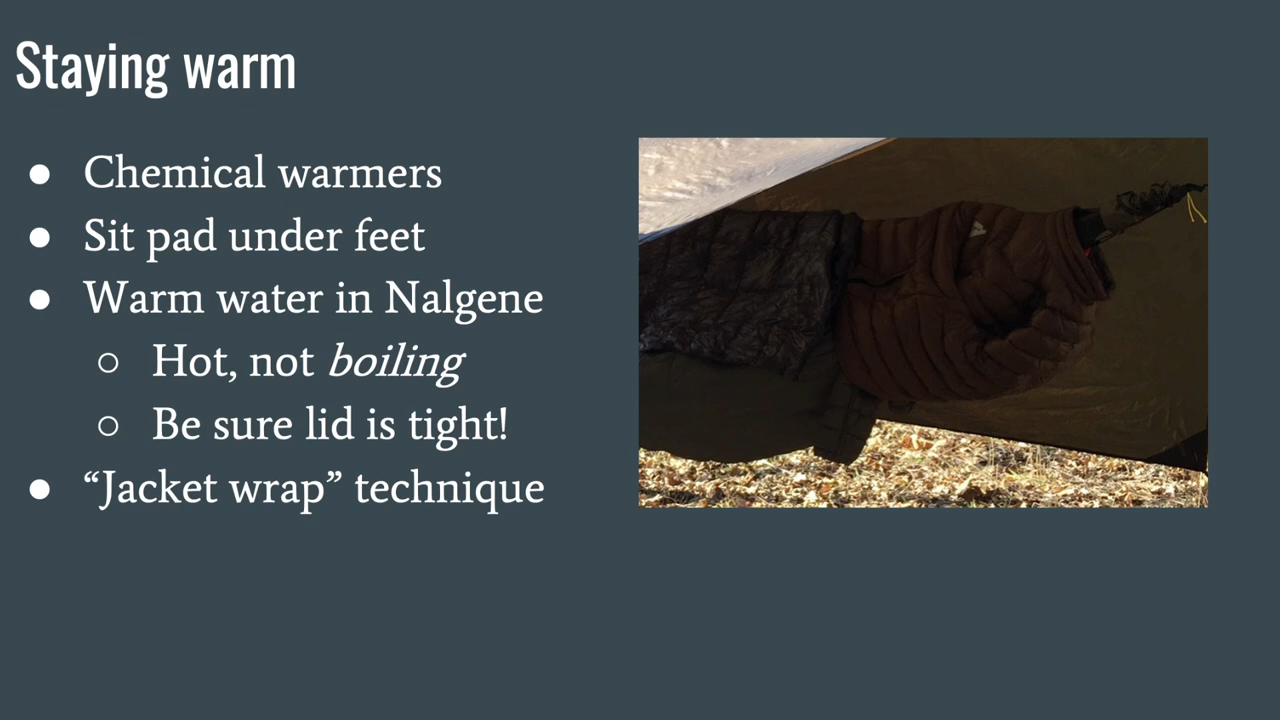 Staying warm
● Chemical warmers
● Sit pad under feet
● Warm water in Nalgene
○ Hot, not boiling
○ Be sure lid is tight!
● “Jacket wrap” technique